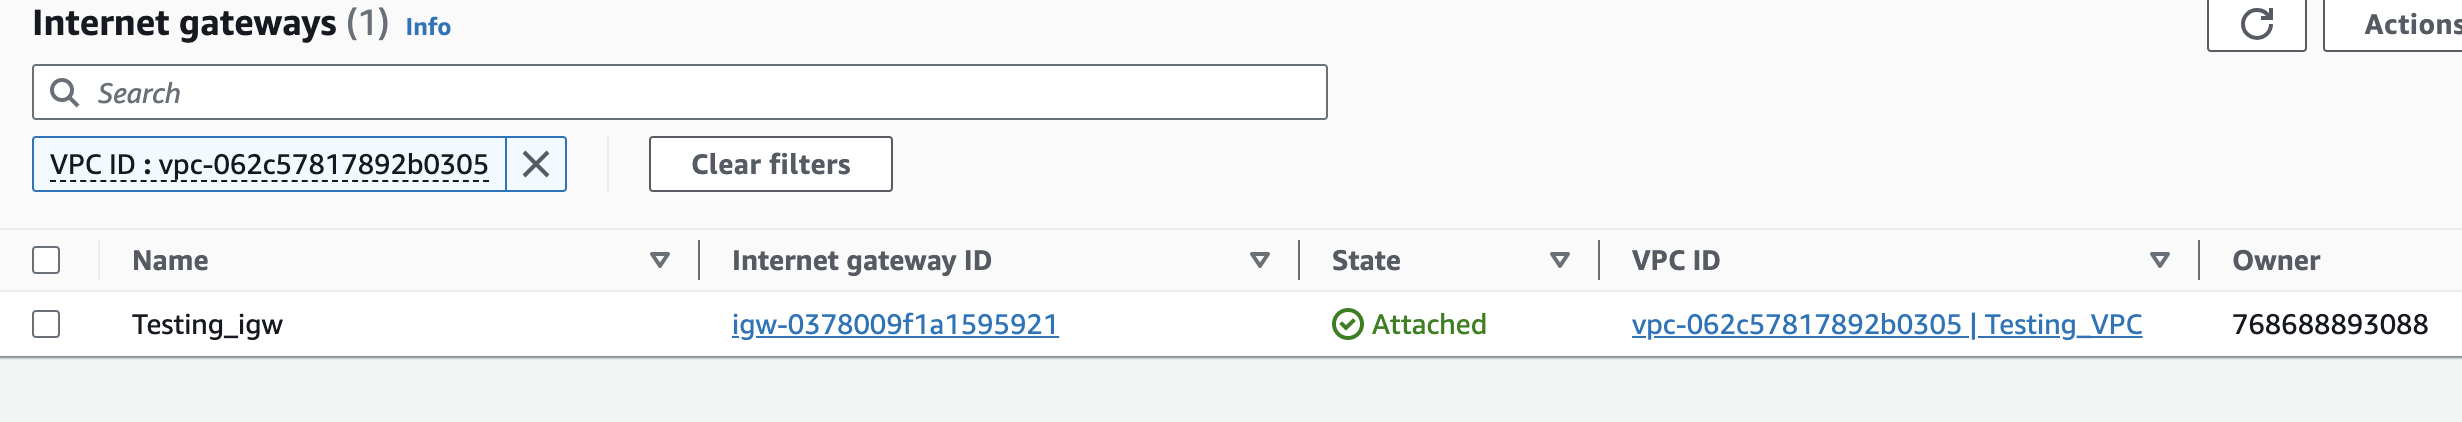 Internet gateways (1) Info
Actions
Search
VPC ID : vpc-062c57817892b0305
Clear filters
Name Internet gateway ID State VPC ID Owner
Testing_igw igw-0378009f1a1595921 Attached vpc-062c57817892b0305 | Testing_VPC 768688893088